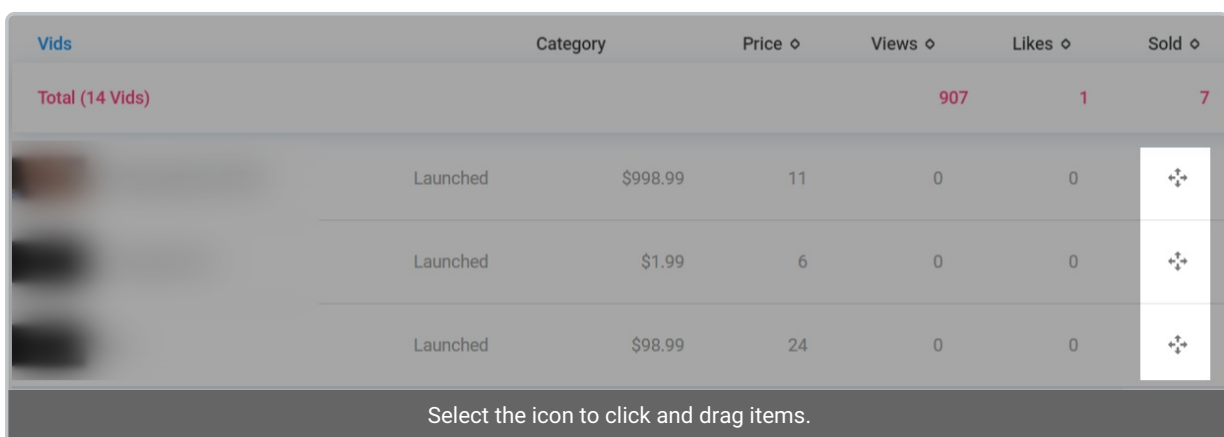 Vids Category Price Views Likes Sold
Total (14 Vids) 907 1 7
Launched $998.99 11 0 0
Launched $1.99 6 0 0
Launched $98.99 24 0 0
Select the icon to click and drag items.